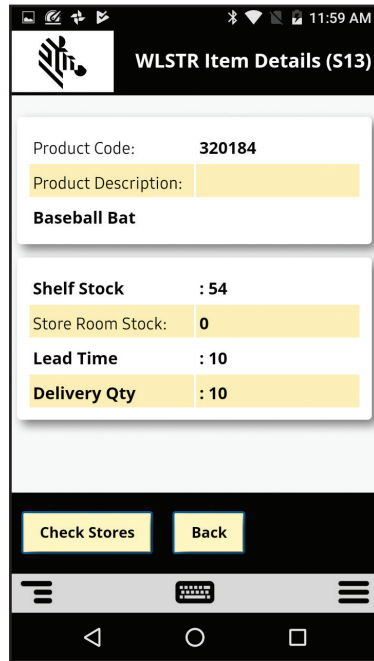 11:59 AM
WLSTR Item Details (S13)
Product Code: 320184
Product Description:
Baseball Bat
Shelf Stock : 54
Store Room Stock: 0
Lead Time : 10
Delivery Qty : 10
Check Stores Back